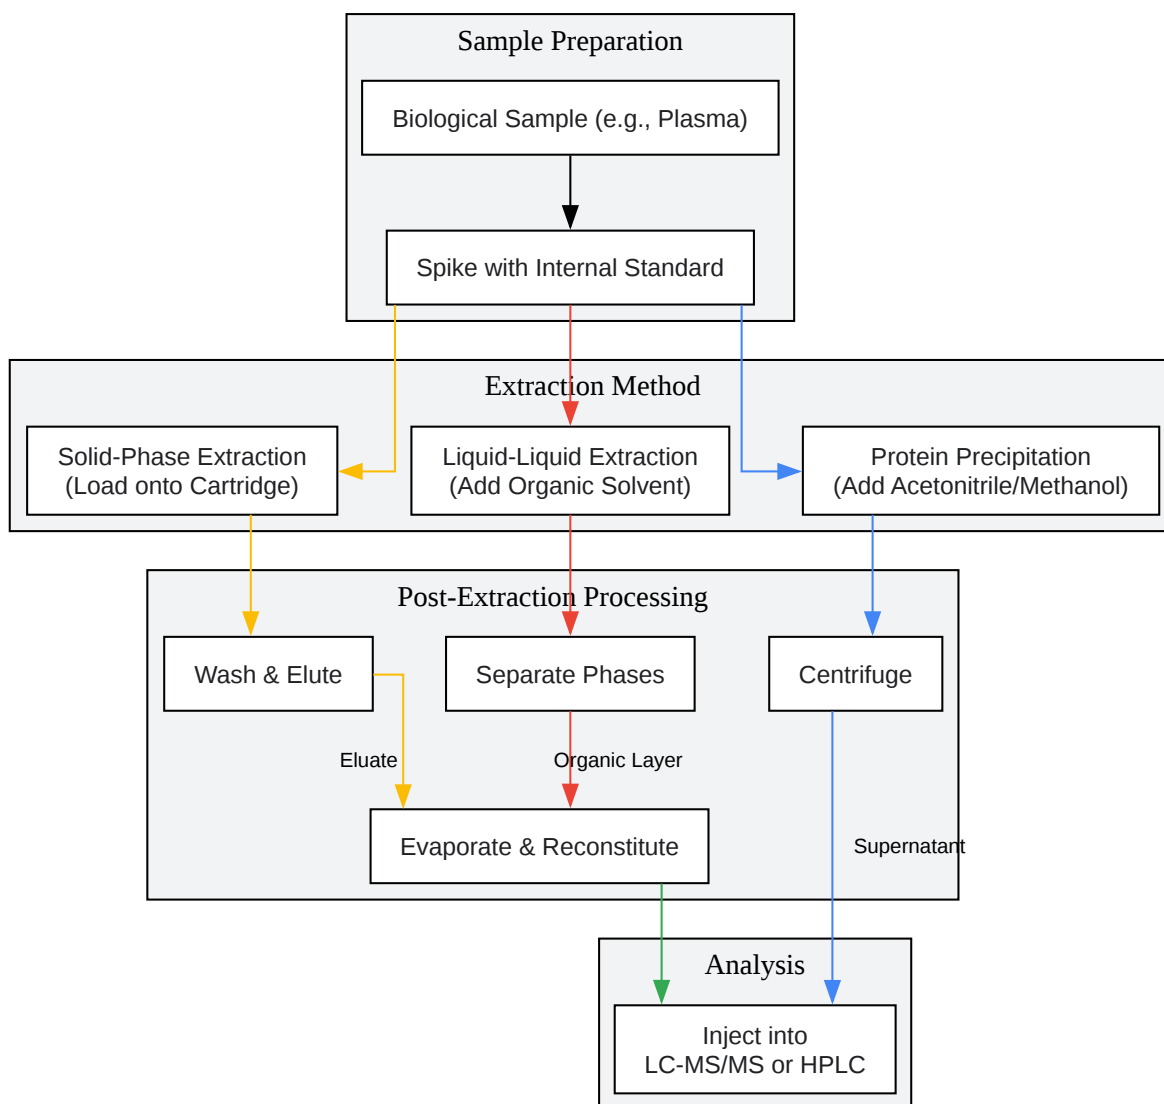 Sample Preparation
Biological Sample (e.g., Plasma)
Spike with Internal Standard
Extraction Method
Solid-Phase Extraction
(Load onto Cartridge)
Liquid-Liquid Extraction
(Add Organic Solvent)
Protein Precipitation
(Add Acetonitrile/Methanol)
Post-Extraction Processing
Wash & Elute
Separate Phases
Centrifuge
Eluate
Organic Layer
Evaporate & Reconstitute
Supernatant
Analysis
Inject into
LC-MS/MS or HPLC